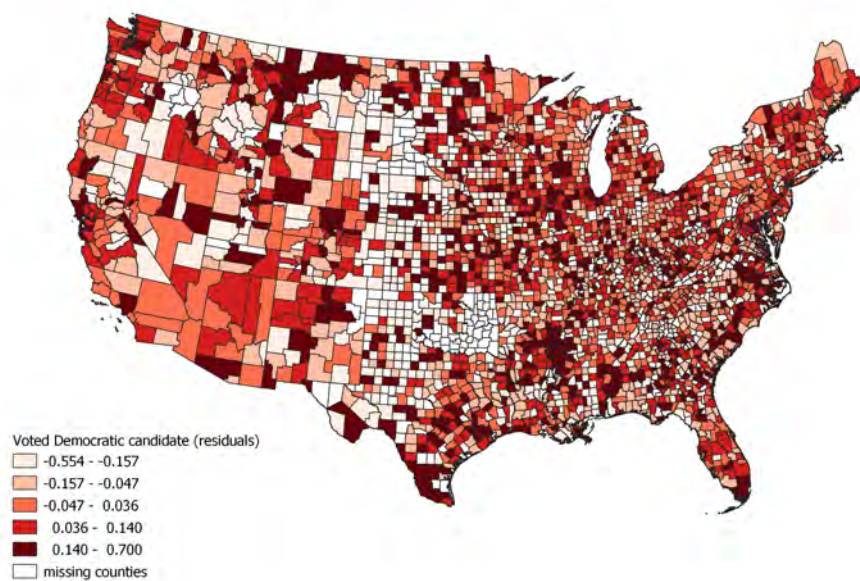 Voted Democratic candidate (residuals)
-0.554 - -0.157
-0.157 - -0.047
-0.047 - 0.036
0.036 - 0.140
0.140 - 0.700
missing counties